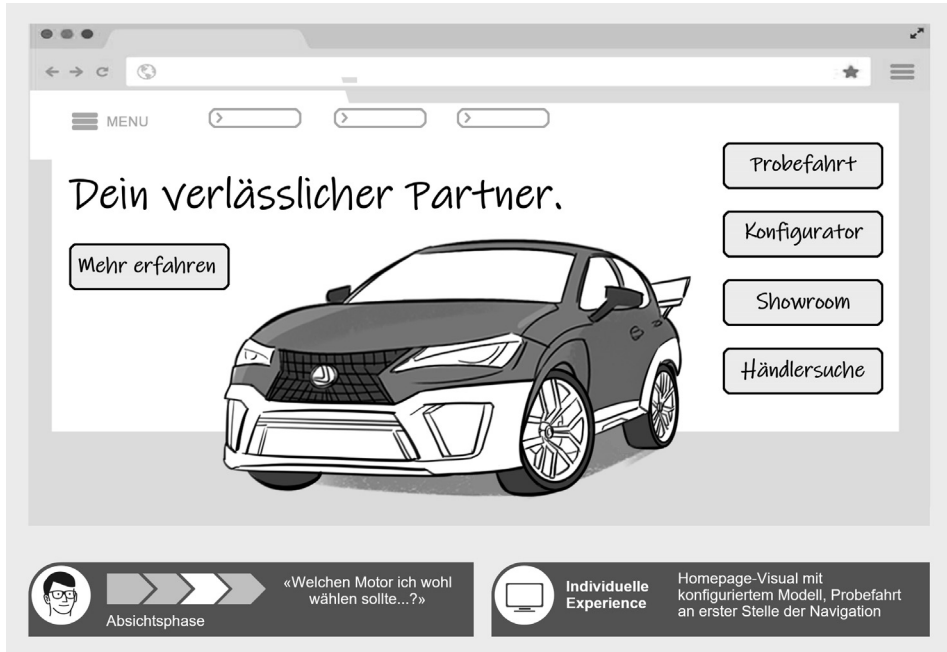 MENU
Dein verlässlicher Partner.
Mehr erfahren
Probefahrt
Konfigurator
Showroom
Händlersuche
Absichtsphase
«Welchen Motor ich wohl
wählen sollte...?»
Individuelle
Experience
Homepage-Visual mit
konfiguriertem Modell, Probefahrt
an erster Stelle der Navigation